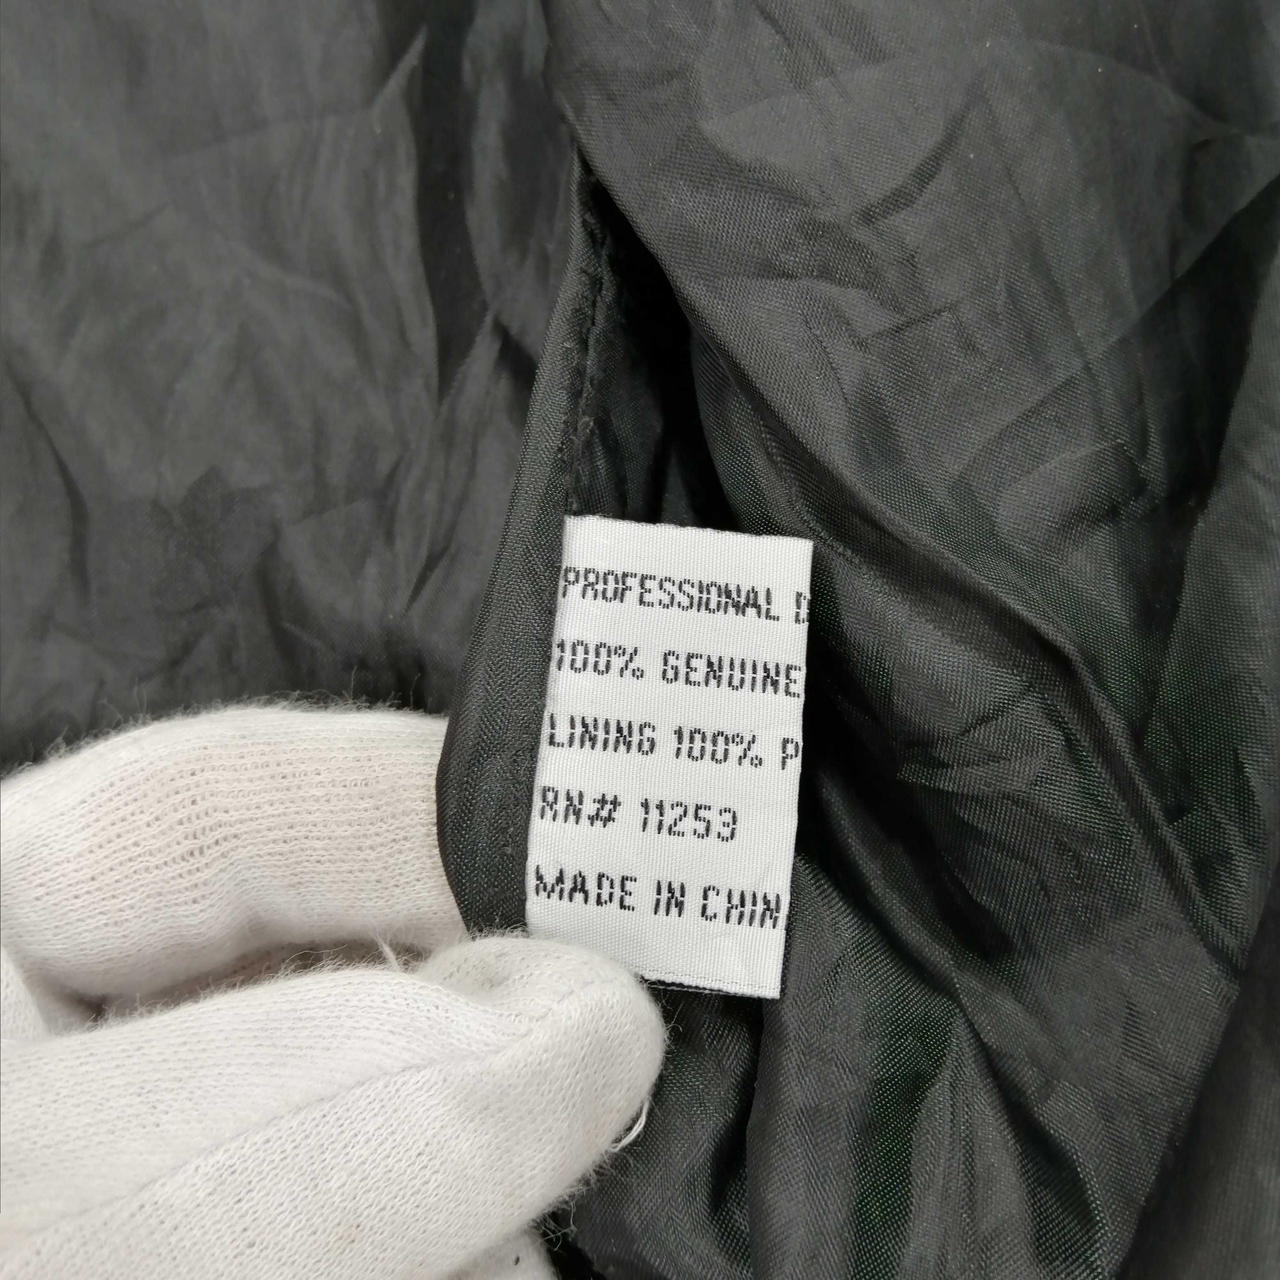 PROFESSIONAL D
100% GENUINE
LINING 100% P
RN# 11253
MADE IN CHIN